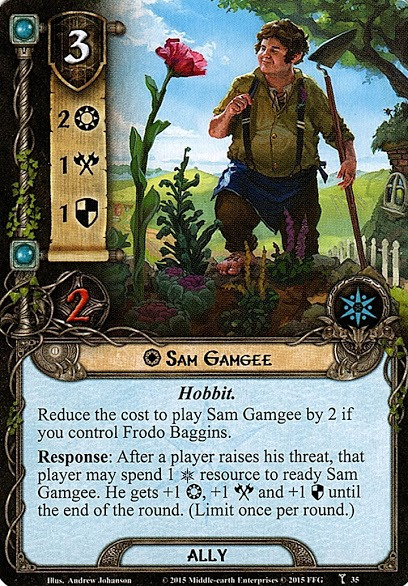 3
2
1
1
2
Sam Gamgee
Hobbit.
Reduce the cost to play Sam Gamgee by 2 if
you control Frodo Baggins.
Response: After a player raises his threat, that
player may spend 1 resource to ready Sam
Gamgee. He gets +1 , +1 and +1 until
the end of the round. (Limit once per round.)
ALLY
Illus. Andrew Johanson © 2015 Middle-earth Enterprises © 2015 FFG 35